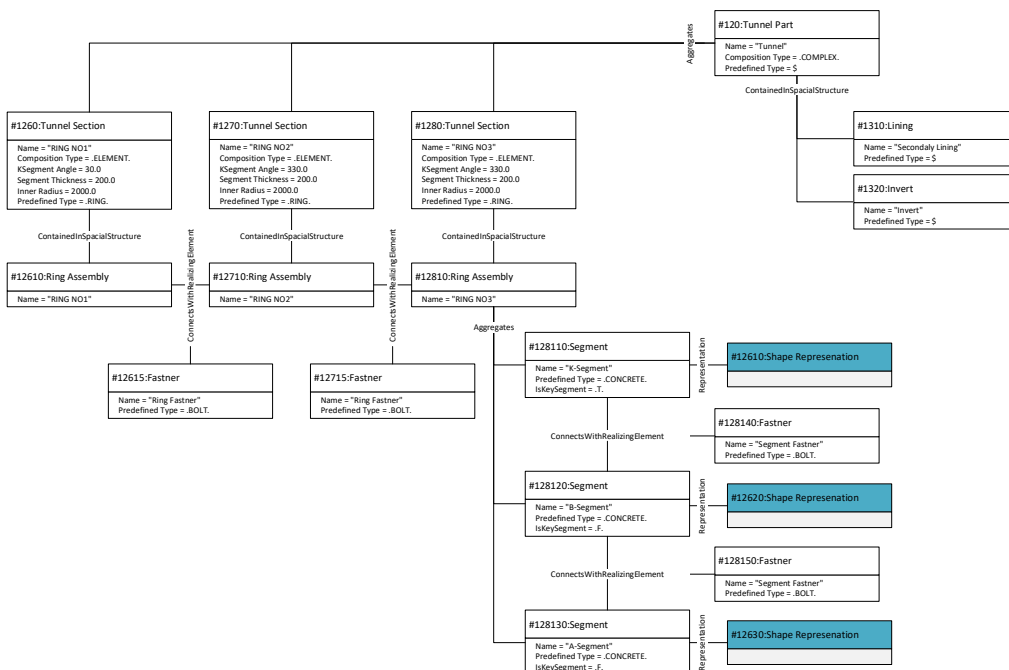 Aggregates
#120:Tunnel Part
Name = "Tunnel"
Composition Type = .COMPLEX.
Predefined Type = $
ContainedInSpacialStructure
#1310:Lining
Name = "Secondaly Lining"
Predefined Type = $
#1320:Invert
Name = "Invert"
Predefined Type = $
#1260:Tunnel Section
Name = "RING NO1"
Composition Type = .ELEMENT.
KSegment Angle = 30.0
Segment Thickness = 200.0
Inner Radius = 2000.0
Predefined Type = .RING.
#1270:Tunnel Section
Name = "RING NO2"
Composition Type = .ELEMENT.
KSegment Angle = 330.0
Segment Thickness = 200.0
Inner Radius = 2000.0
Predefined Type = .RING.
#1280:Tunnel Section
Name = "RING NO3"
Composition Type = .ELEMENT.
KSegment Angle = 330.0
Segment Thickness = 200.0
Inner Radius = 2000.0
Predefined Type = .RING.
ContainedInSpacialStructure
ContainedInSpacialStructure
ContainedInSpacialStructure
#12610:Ring Assembly
Name = "RING NO1"
ConnectsWithRealizingElement
#12710:Ring Assembly
Name = "RING NO2"
ConnectsWithRealizingElement
#12810:Ring Assembly
Name = "RING NO3"
#12615:Fastner
Name = "Ring Fastner"
Predefined Type = .BOLT.
#12715:Fastner
Name = "Ring Fastner"
Predefined Type = .BOLT.
Aggregates
#128110:Segment
Name = "K-Segment"
Predefined Type = .CONCRETE.
IsKeySegment = .T.
Representation
#12610:Shape Represenation
ConnectsWithRealizingElement
#128140:Fastner
Name = "Segment Fastner"
Predefined Type = .BOLT.
#128120:Segment
Name = "B-Segment"
Predefined Type = .CONCRETE.
IsKeySegment = .F.
Representation
#12620:Shape Represenation
ConnectsWithRealizingElement
#128150:Fastner
Name = "Segment Fastner"
Predefined Type = .BOLT.
#128130:Segment
Name = "A-Segment"
Predefined Type = .CONCRETE.
IsKeySegment = .F.
Representation
#12630:Shape Represenation